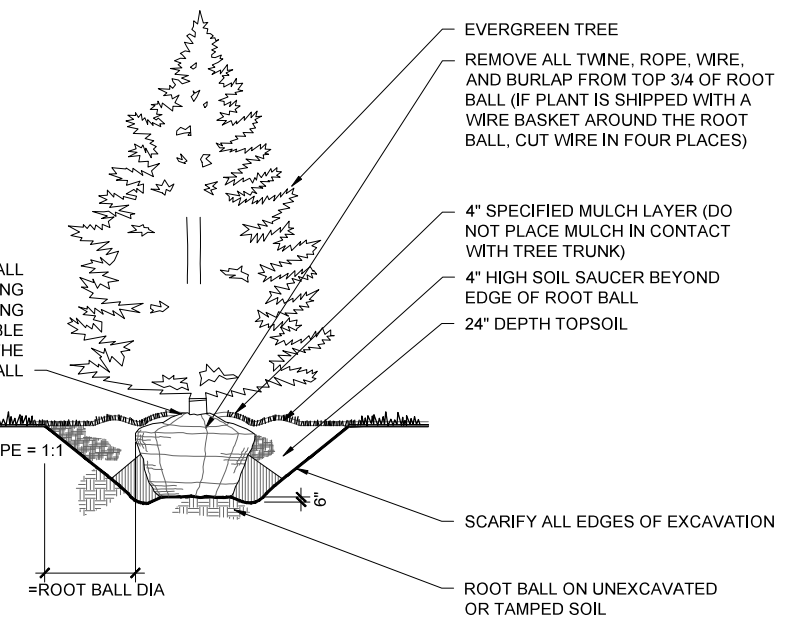 EVERGREEN TREE
REMOVE ALL TWINE, ROPE, WIRE,
AND BURLAP FROM TOP 3/4 OF ROOT
BALL (IF PLANT IS SHIPPED WITH A
WIRE BASKET AROUND THE ROOT
BALL, CUT WIRE IN FOUR PLACES)
4" SPECIFIED MULCH LAYER (DO
NOT PLACE MULCH IN CONTACT
WITH TREE TRUNK)
4" HIGH SOIL SAUCER BEYOND
EDGE OF ROOT BALL
24" DEPTH TOPSOIL
ALL
ING
ING
BLE
THE
ALL
PE = 1:1
6"
SCARIFY ALL EDGES OF EXCAVATION
=ROOT BALL DIA
ROOT BALL ON UNEXCAVATED
OR TAMPED SOIL